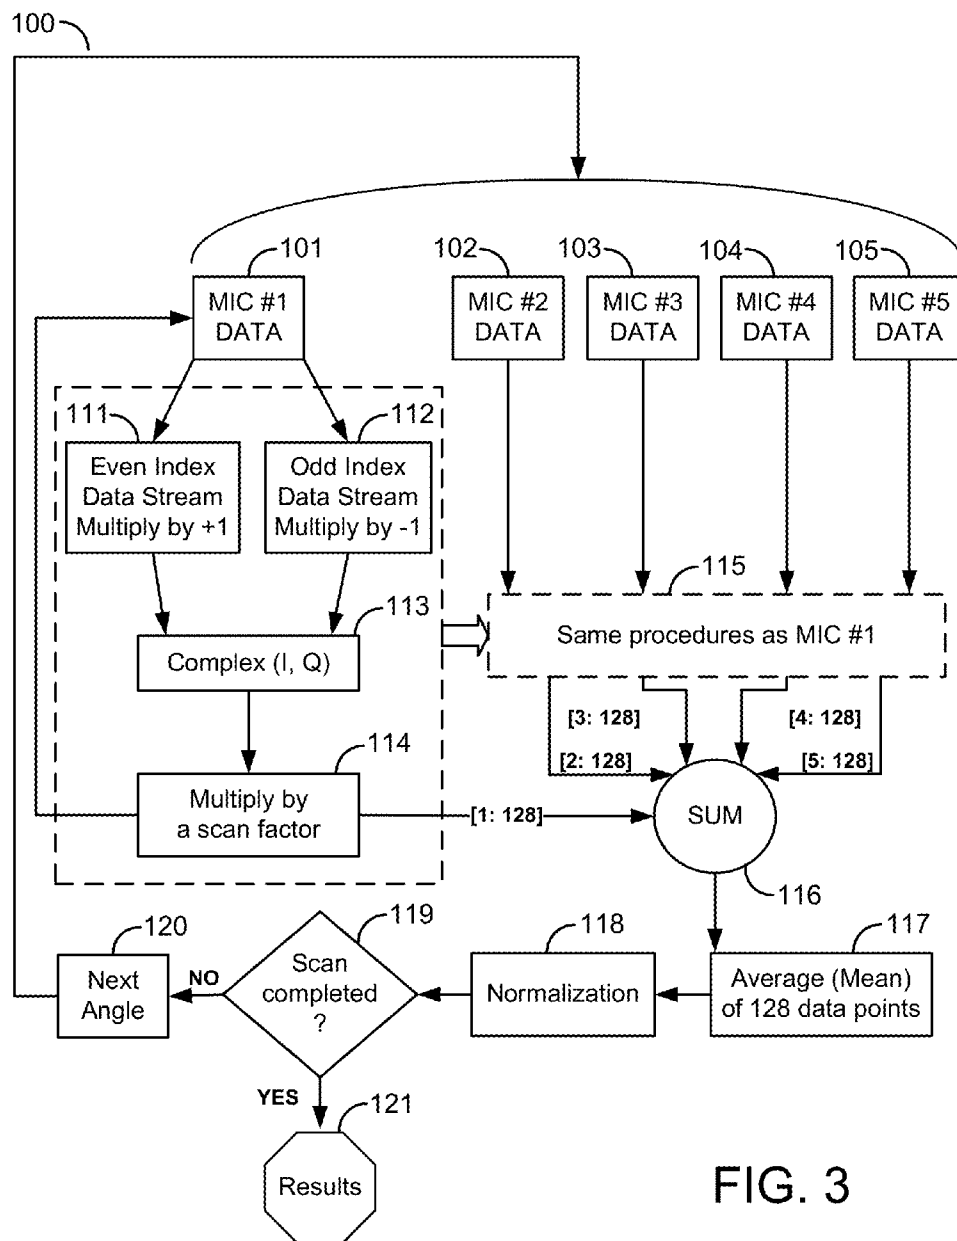 100
101
102
103
104
105
MIC #1
DATA
MIC #2
DATA
MIC #3
DATA
MIC #4
DATA
MIC #5
DATA
111
112
Even Index
Data Stream
Multiply by +1
Odd Index
Data Stream
Multiply by -1
115
113
Same procedures as MIC #1
Complex (I, Q)
[3: 128]
[4: 128]
114
[2: 128]
[5: 128]
Multiply by
a scan factor
[1: 128]
SUM
116
120
119
118
117
Next
Angle
NO
Scan
completed
?
Normalization
Average (Mean)
of 128 data points
YES
121
Results
FIG. 3